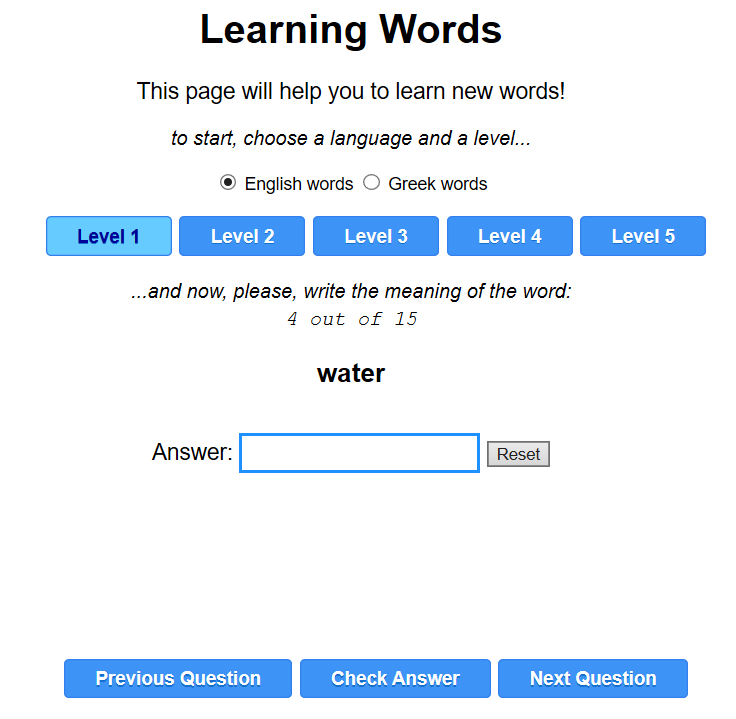 Learning Words
This page will help you to learn new words!
to start, choose a language and a level...
English words Greek words
Level 1 Level 2 Level 3 Level 4 Level 5
...and now, please, write the meaning of the word:
4 out of 15
water
Answer: Reset
Previous Question Check Answer Next Question